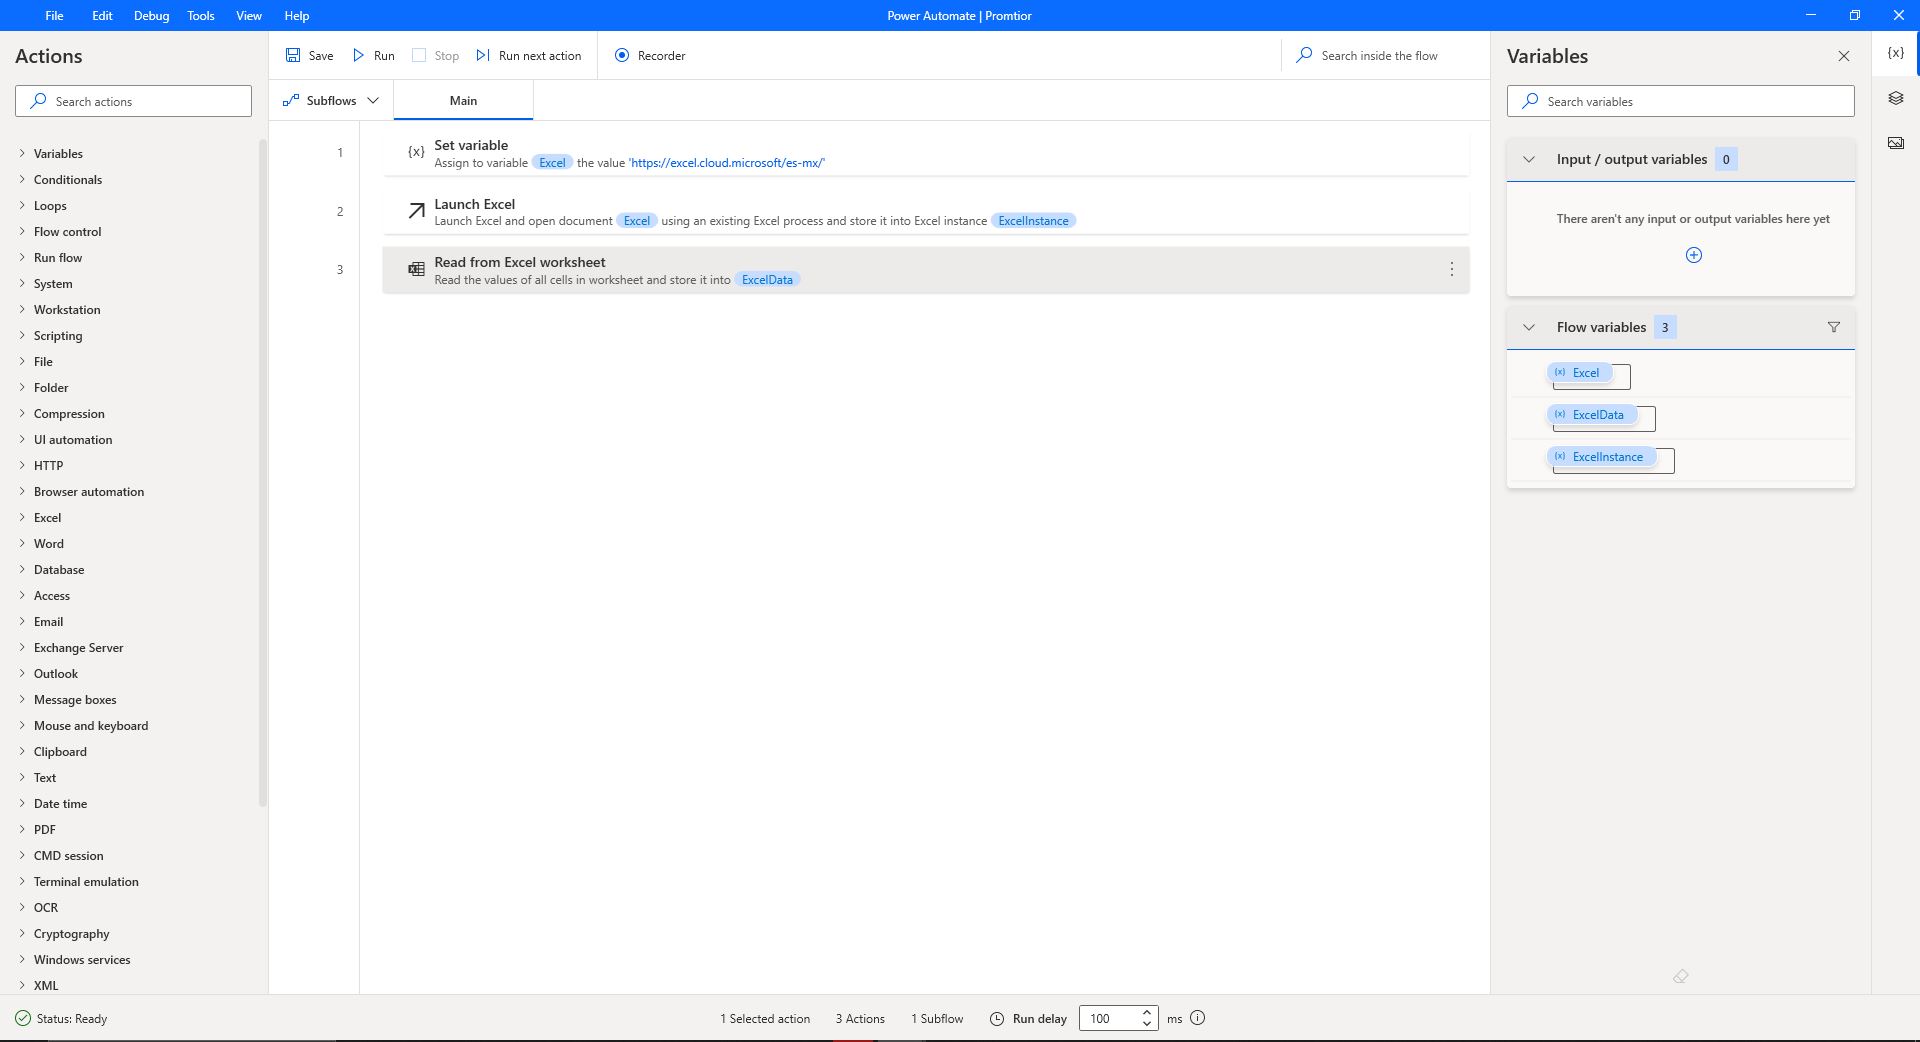 File Edit Debug Tools View Help
Power Automate | Promtior
Actions
Search actions
Variables
Conditionals
Loops
Flow control
Run flow
System
Workstation
Scripting
File
Folder
Compression
UI automation
HTTP
Browser automation
Excel
Word
Database
Access
Email
Exchange Server
Outlook
Message boxes
Mouse and keyboard
Clipboard
Text
Date time
PDF
CMD session
Terminal emulation
OCR
Cryptography
Windows services
XML
Save Run Stop Run next action Recorder
Search inside the flow
Subflows Main
1
Set variable
Assign to variable Excel the value 'https://excel.cloud.microsoft/es-mx/'
2
Launch Excel
Launch Excel and open document Excel using an existing Excel process and store it into Excel instance ExcelInstance
3
Read from Excel worksheet
Read the values of all cells in worksheet and store it into ExcelData
Variables
{x}
Search variables
Input / output variables 0
There aren't any input or output variables here yet
Flow variables 3
(x) Excel
(x) ExcelData
(x) ExcelInstance
Status: Ready
1 Selected action 3 Actions 1 Subflow Run delay 100 ms